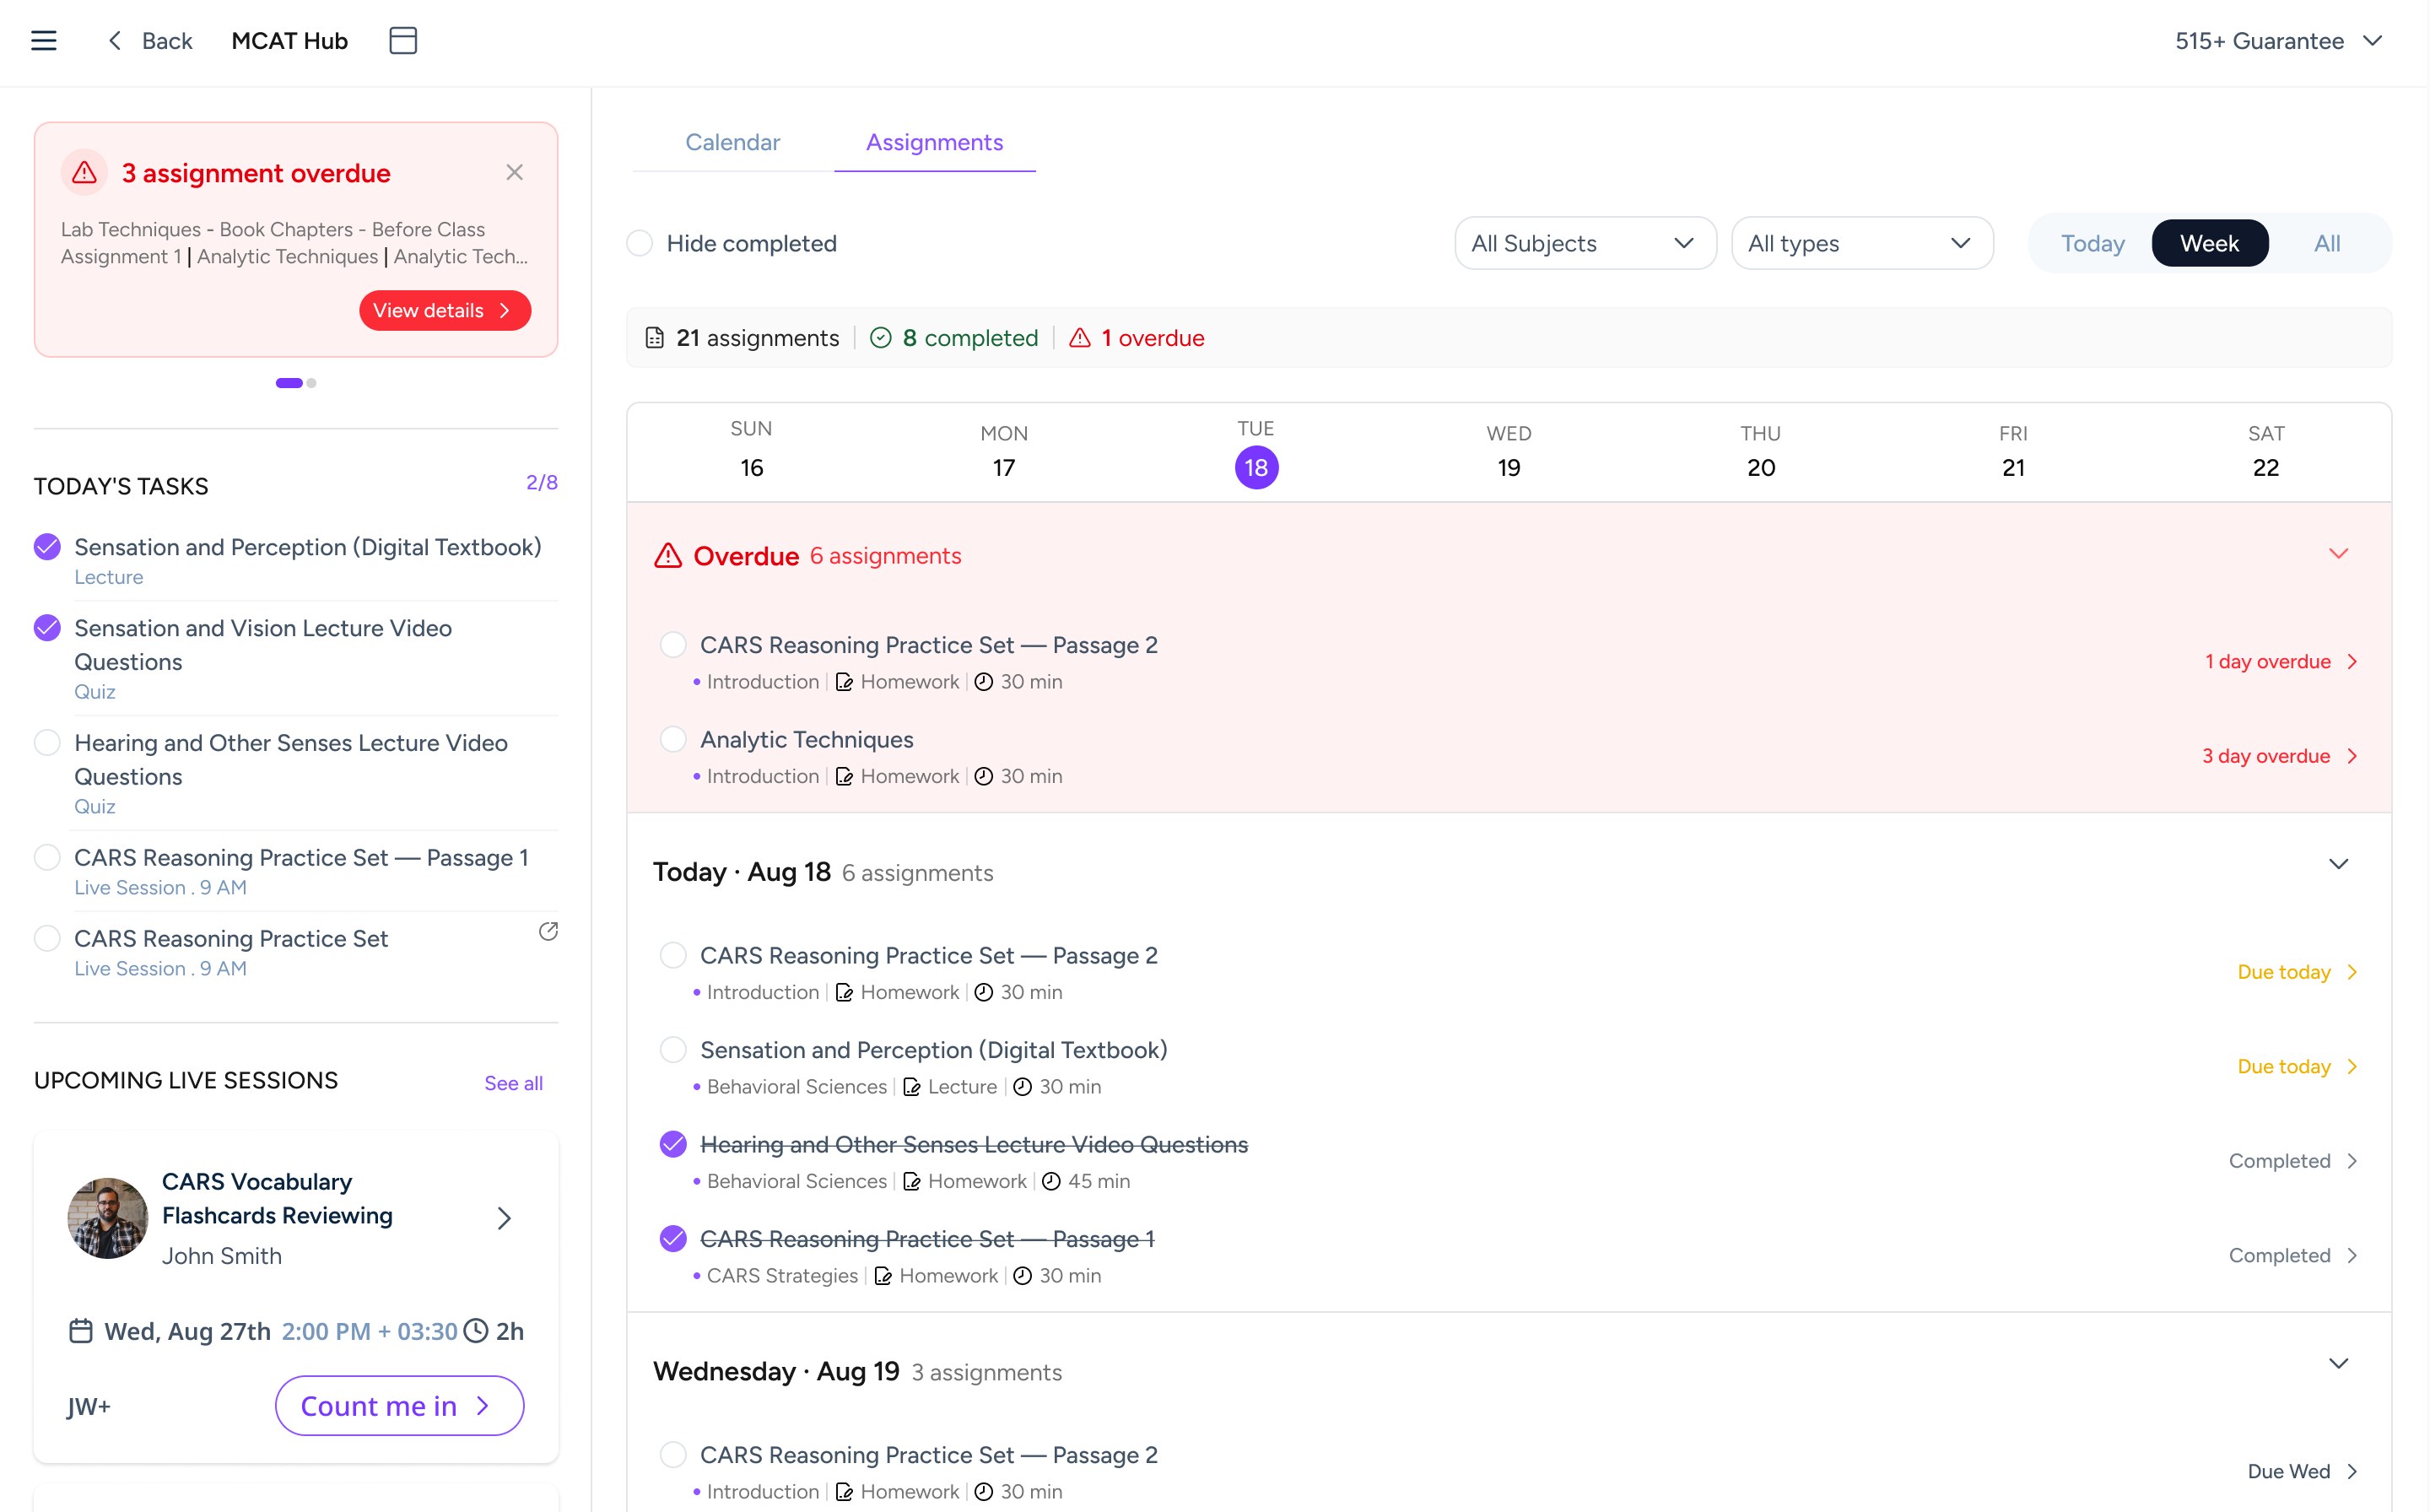 Back
MCAT Hub
515+ Guarantee
3 assignment overdue
Lab Techniques - Book Chapters - Before Class
Assignment 1 | Analytic Techniques | Analytic Tech...
View details
TODAY'S TASKS
2/8
Sensation and Perception (Digital Textbook)
Lecture
Sensation and Vision Lecture Video
Questions
Quiz
Hearing and Other Senses Lecture Video
Questions
Quiz
CARS Reasoning Practice Set — Passage 1
Live Session . 9 AM
CARS Reasoning Practice Set
Live Session . 9 AM
UPCOMING LIVE SESSIONS
See all
CARS Vocabulary
Flashcards Reviewing
John Smith
Wed, Aug 27th 2:00 PM + 03:30 2h
JW+
Count me in
Calendar
Assignments
Hide completed
All Subjects
All types
Today
Week
All
21 assignments
8 completed
1 overdue
SUN
16
MON
17
TUE
18
WED
19
THU
20
FRI
21
SAT
22
Overdue 6 assignments
CARS Reasoning Practice Set — Passage 2
Introduction | Homework | 30 min
1 day overdue
Analytic Techniques
Introduction | Homework | 30 min
3 day overdue
Today · Aug 18 6 assignments
CARS Reasoning Practice Set — Passage 2
Introduction | Homework | 30 min
Due today
Sensation and Perception (Digital Textbook)
Behavioral Sciences | Lecture | 30 min
Due today
Hearing and Other Senses Lecture Video Questions
Behavioral Sciences | Homework | 45 min
Completed
CARS Reasoning Practice Set — Passage 1
CARS Strategies | Homework | 30 min
Completed
Wednesday · Aug 19 3 assignments
CARS Reasoning Practice Set — Passage 2
Introduction | Homework | 30 min
Due Wed